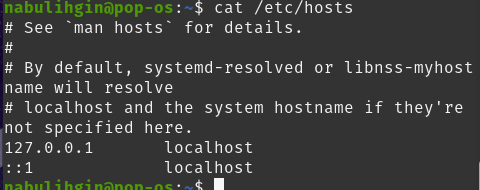 nabulihgin@pop-os:~$ cat /etc/hosts
# See `man hosts` for details.
#
# By default, systemd-resolved or libnss-myhost
name will resolve
# localhost and the system hostname if they're
not specified here.
127.0.0.1       localhost
::1             localhost
nabulihgin@pop-os:~$